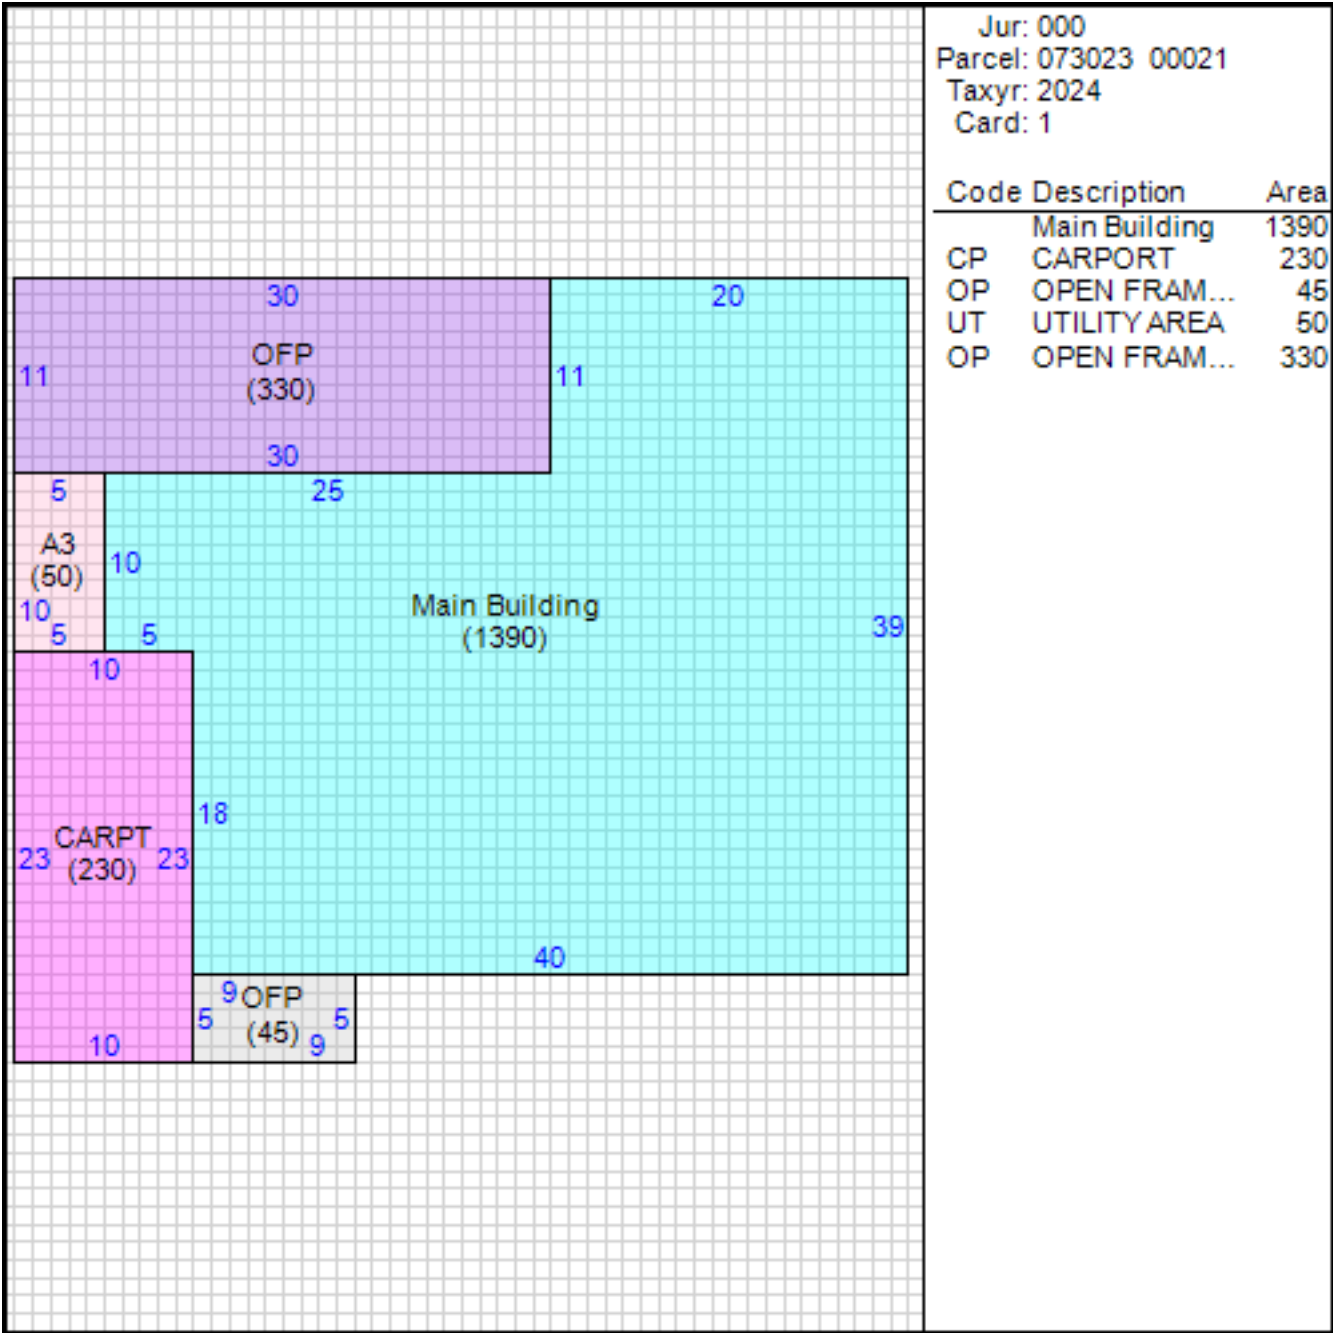 Jur: 000
Parcel: 073023 00021
Taxyr: 2024
Card: 1
Code Description Area
Main Building 1390
CP CARPORT 230
OP OPEN FRAM... 45
UT UTILITY AREA 50
OP OPEN FRAM... 330
30
20
OFP
(330)
11
11
30
5
25
A3
(50)
10
10
5
5
Main Building
(1390)
39
10
18
CARPT
(230)
23
23
40
9
OFP
(45)
5
5
9
10